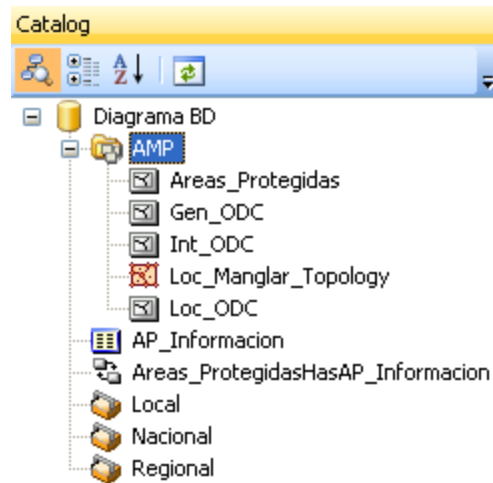 Catalog
Diagrama BD
AMP
Areas_Protegidas
Gen_ODC
Int_ODC
Loc_Manglar_Topology
Loc_ODC
AP_Informacion
Areas_ProtegidasHasAP_Informacion
Local
Nacional
Regional